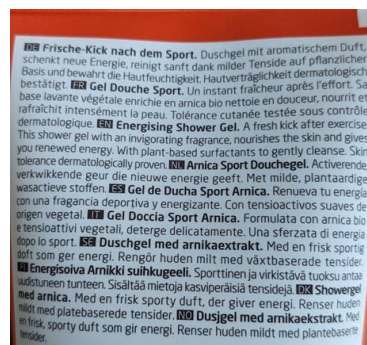 DE Frische-Kick nach dem Sport. Duschgel mit aromatischem Duft,
schenkt neue Energie, reinigt sanft dank milder Tenside auf pflanzlicher
Basis und bewahrt die Hautfeuchtigkeit. Hautverträglichkeit dermatologisch
bestätigt. FR Gel Douche Sport. Un instant fraîcheur après l'effort. Sa
base lavante végétale enrichie en arnica bio nettoie en douceur, nourrit et
rafraîchit intensément la peau. Tolérance cutanée testée sous contrôle
dermatologique. EN Energising Shower Gel. A fresh kick after exercise.
This shower gel with an invigorating fragrance, nourishes the skin and gives
you renewed energy. With plant-based surfactants to gently cleanse. Skin
tolerance dermatologically proven. NL Arnica Sport Douchegel. Activerende,
verkwikkende geur die nieuwe energie geeft. Met milde, plantaardige
wasactieve stoffen. ES Gel de Ducha Sport Arnica. Renueva tu energía
con una fragancia deportiva y energizante. Con tensioactivos suaves de
origen vegetal. IT Gel Doccia Sport Arnica. Formulata con arnica bio
e tensioattivi vegetali, deterge delicatamente. Una sferzata di energia
dopo lo sport. SE Duschgel med arnikaextrakt. Med en frisk sportig
doft som ger energi. Rengör huden milt med växtbaserade tensider.
FI Energisoiva Arnikki suihkugeeli. Sporttinen ja virkistävä tuoksu antaa
uudistuneen tunteen. Sisältää mietoja kasviperäisiä tensidejä. DK Showergel
med arnica. Med en frisk sporty duft, der giver energi. Renser huden
mildt med platebaserede tensider. NO Dusjgel med arnikaekstrakt. Med
en frisk, sporty duft som gir energi. Renser huden mildt med plantebaserte
tensider.